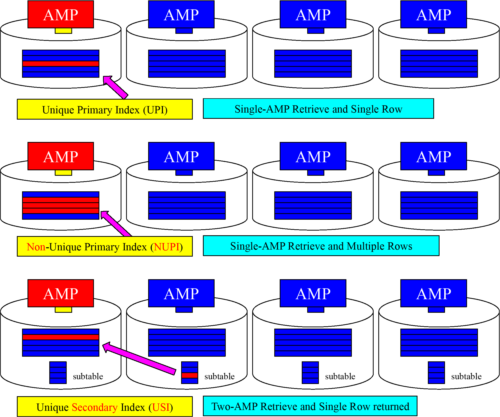 AMP AMP AMP AMP
Unique Primary Index (UPI) Single-AMP Retrieve and Single Row
AMP AMP AMP AMP
Non-Unique Primary Index (NUPI) Single-AMP Retrieve and Multiple Rows
AMP AMP AMP AMP
subtable subtable subtable subtable
Unique Secondary Index (USI) Two-AMP Retrieve and Single Row returned